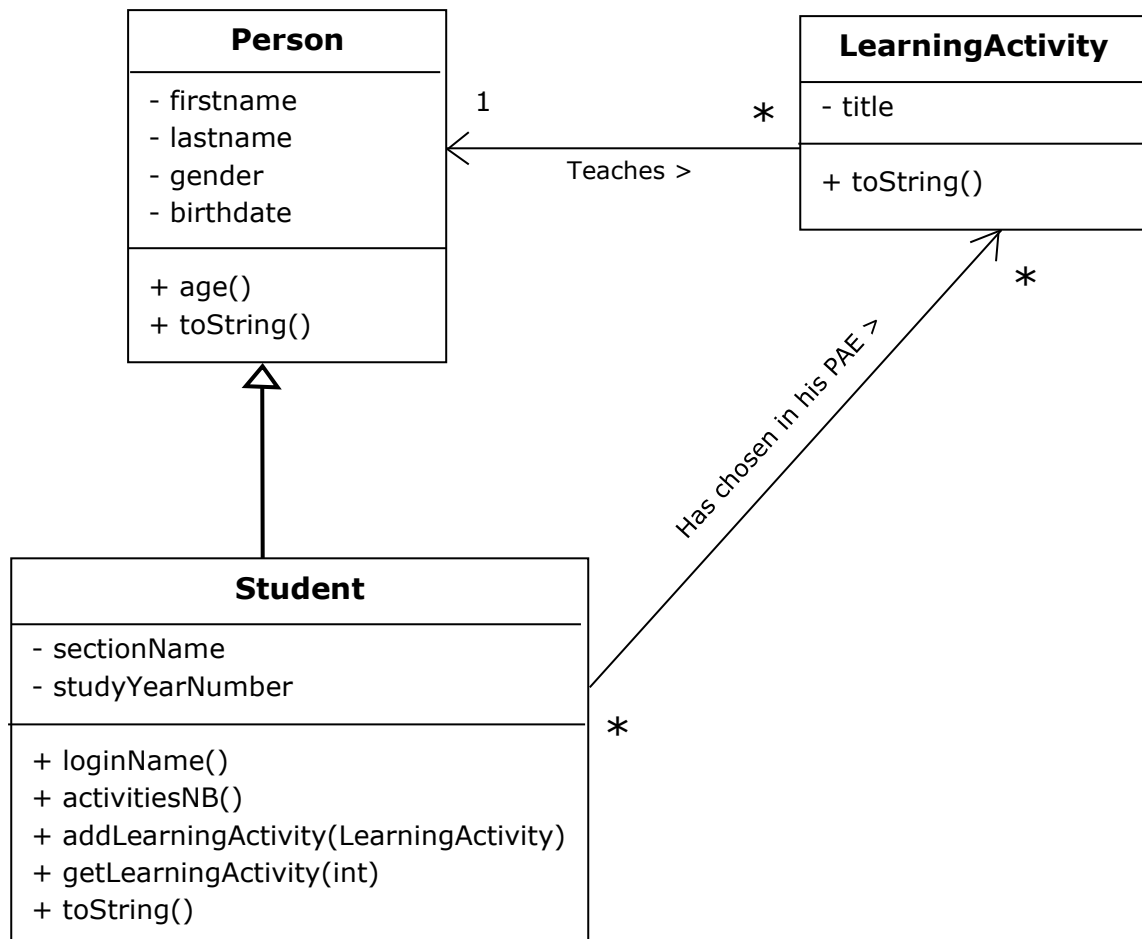 Person
- firstname
- lastname
- gender
- birthdate
+ age()
+ toString()
1
*
Teaches >
LearningActivity
- title
+ toString()
*
Has chosen in his PAE >
Student
- sectionName
- studyYearNumber
*
+ loginName()
+ activitiesNB()
+ addLearningActivity(LearningActivity)
+ getLearningActivity(int)
+ toString()